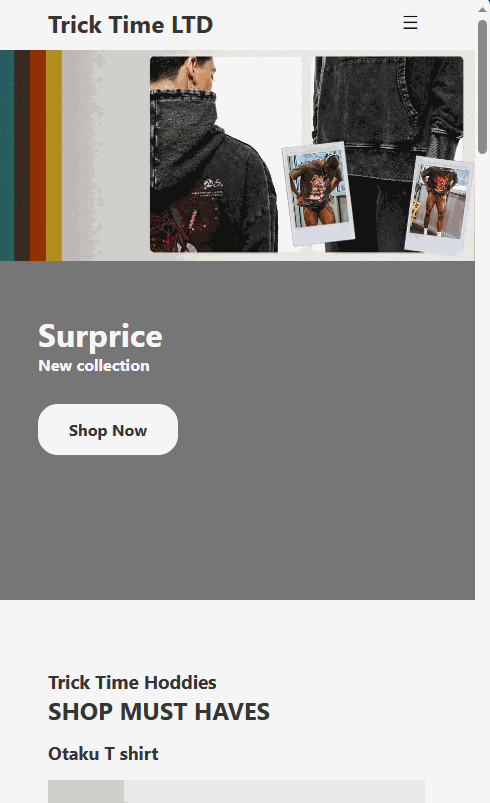 Trick Time LTD
Surprice
New collection
Shop Now
Trick Time Hoddies
SHOP MUST HAVES
Otaku T shirt